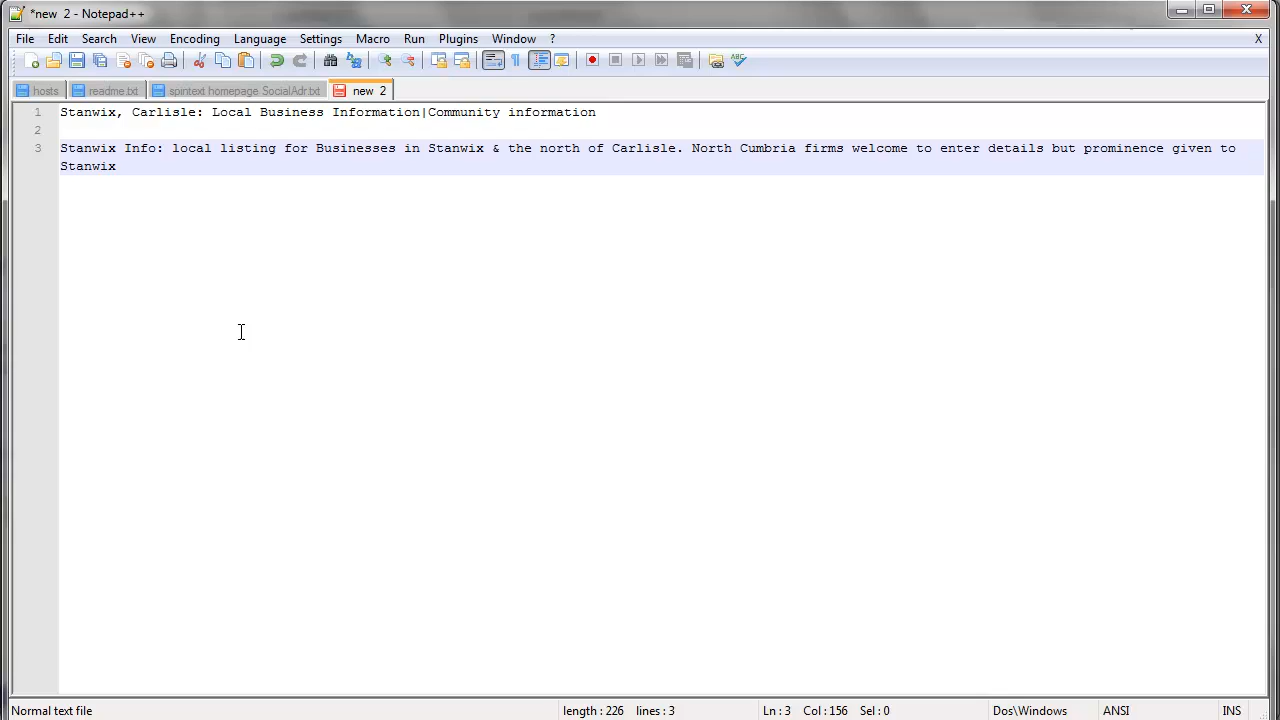 *new  2 - Notepad++
File Edit Search View Encoding Language Settings Macro Run Plugins Window ? X
hosts readme.txt spintext homepage SocialAdr.txt new  2
1 Stanwix, Carlisle: Local Business Information|Community information
2
3 Stanwix Info: local listing for Businesses in Stanwix & the north of Carlisle. North Cumbria firms welcome to enter details but prominence given to
Stanwix
Normal text file length : 226 lines : 3 Ln : 3 Col : 156 Sel : 0 Dos\Windows ANSI INS